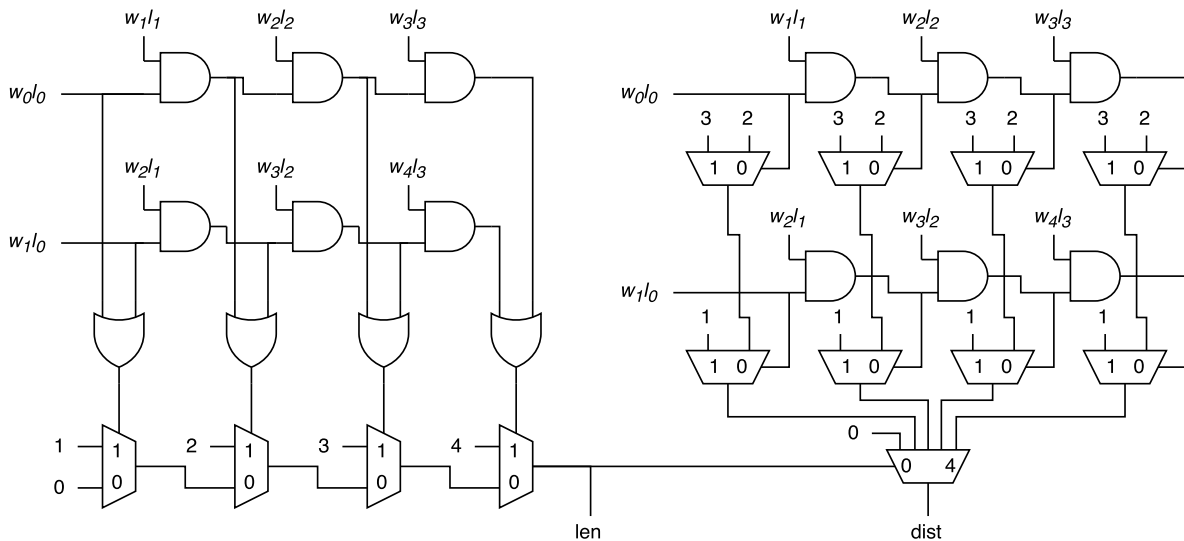 w1l1 w2l2 w3l3 w1l1 w2l2 w3l3
w0l0 w0l0
3 2 3 2 3 2 3 2
1 0 1 0 1 0 1 0
w2l1 w3l2 w4l3
w2l1 w3l2 w4l3
w1l0
w1l0
1 1 1 1
1 0 1 0 1 0 1 0
0
1 1 2 1 3 1 4 1
0 4
0 0 0 0 0
len dist